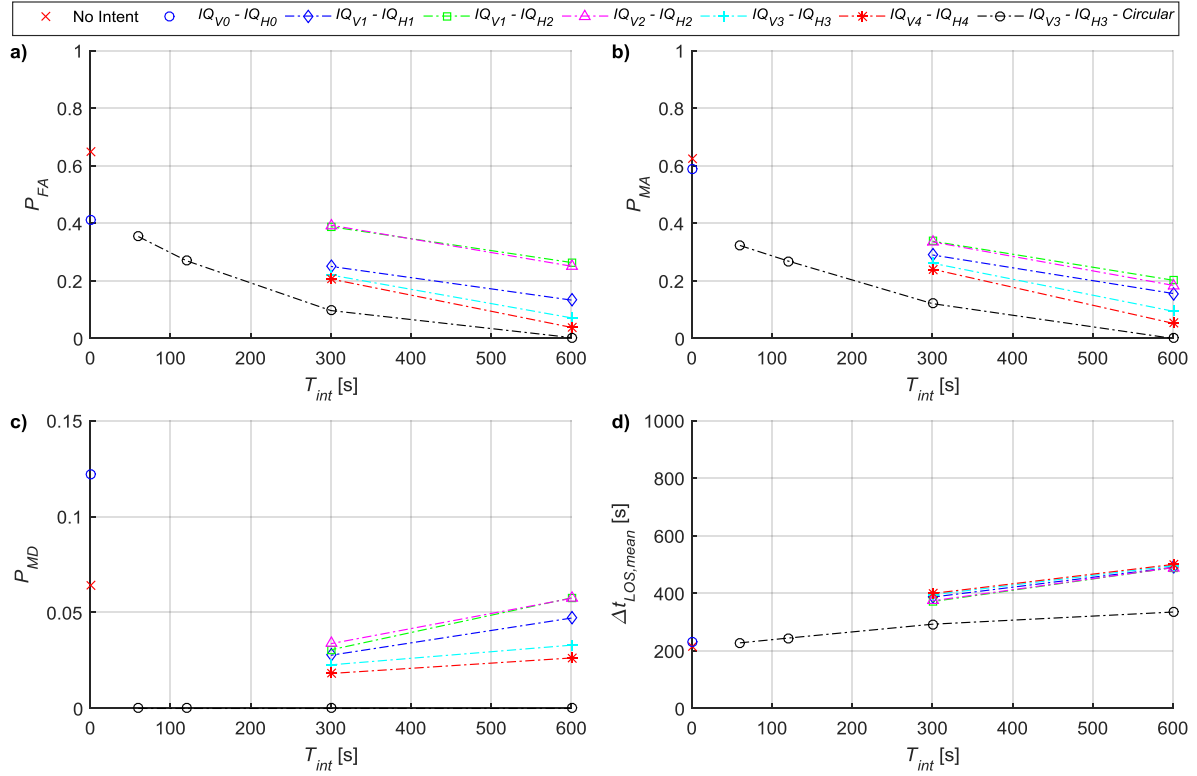 No Intent IQV0 - IQH0 IQV1 - IQH1 IQV1 - IQH2 IQV2 - IQH2 IQV3 - IQH3 IQV4 - IQH4 IQV3 - IQH3 - Circular
a)
1
0.8
0.6
0.4
0.2
0
PFA
0 100 200 300 400 500 600
Tint [s]
b)
1
0.8
0.6
0.4
0.2
0
PMA
0 100 200 300 400 500 600
Tint [s]
c)
0.15
0.1
0.05
0
PMD
0 100 200 300 400 500 600
Tint [s]
d)
1000
800
600
400
200
0
ΔtLOS,mean [s]
0 100 200 300 400 500 600
Tint [s]